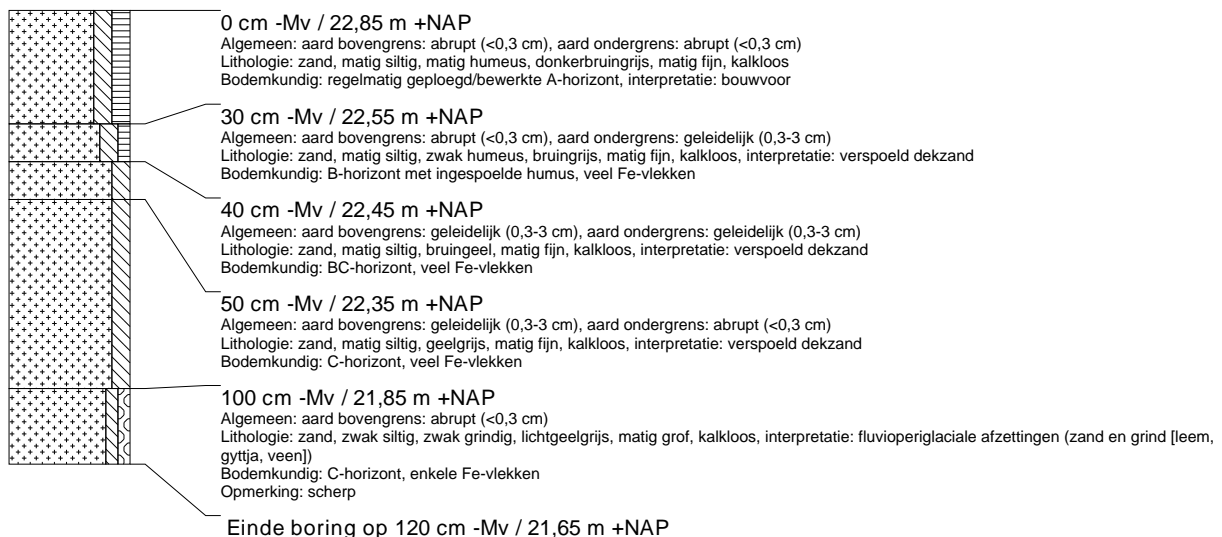 0 cm -Mv / 22,85 m +NAP
Algemeen: aard bovengrens: abrupt (<0,3 cm), aard ondergrens: abrupt (<0,3 cm)
Lithologie: zand, matig siltig, matig humeus, donkerbruingrijs, matig fijn, kalkloos
Bodemkundig: regelmatig geploegd/bewerkte A-horizont, interpretatie: bouwvoor
30 cm -Mv / 22,55 m +NAP
Algemeen: aard bovengrens: abrupt (<0,3 cm), aard ondergrens: geleidelijk (0,3-3 cm)
Lithologie: zand, matig siltig, zwak humeus, bruingrijs, matig fijn, kalkloos, interpretatie: verspoeld dekzand
Bodemkundig: B-horizont met ingespoelde humus, veel Fe-vlekken
40 cm -Mv / 22,45 m +NAP
Algemeen: aard bovengrens: geleidelijk (0,3-3 cm), aard ondergrens: geleidelijk (0,3-3 cm)
Lithologie: zand, matig siltig, bruingeel, matig fijn, kalkloos, interpretatie: verspoeld dekzand
Bodemkundig: BC-horizont, veel Fe-vlekken
50 cm -Mv / 22,35 m +NAP
Algemeen: aard bovengrens: geleidelijk (0,3-3 cm), aard ondergrens: abrupt (<0,3 cm)
Lithologie: zand, matig siltig, geelgrijs, matig fijn, kalkloos, interpretatie: verspoeld dekzand
Bodemkundig: C-horizont, veel Fe-vlekken
100 cm -Mv / 21,85 m +NAP
Algemeen: aard bovengrens: abrupt (<0,3 cm)
Lithologie: zand, zwak siltig, zwak grindig, lichtgeelgrijs, matig grof, kalkloos, interpretatie: fluvioperiglaciale afzettingen (zand en grind [leem,
gyttja, veen])
Bodemkundig: C-horizont, enkele Fe-vlekken
Opmerking: scherp
Einde boring op 120 cm -Mv / 21,65 m +NAP